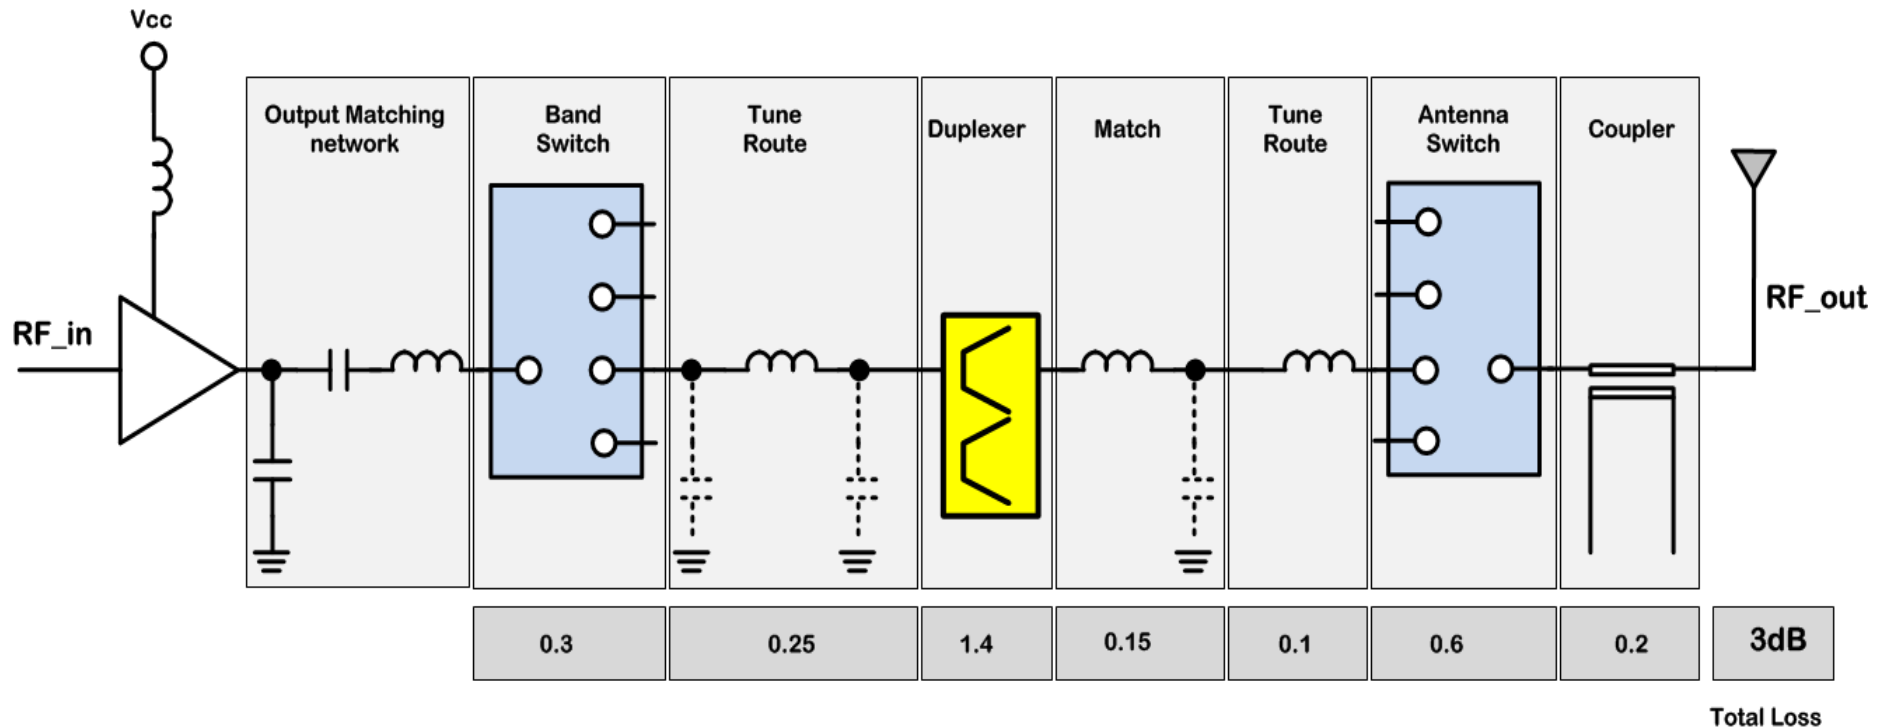 Vcc
Output Matching
network
Band
Switch
Tune
Route
Duplexer
Match
Tune
Route
Antenna
Switch
Coupler
RF_in
RF_out
0.3
0.25
1.4
0.15
0.1
0.6
0.2
3dB
Total Loss